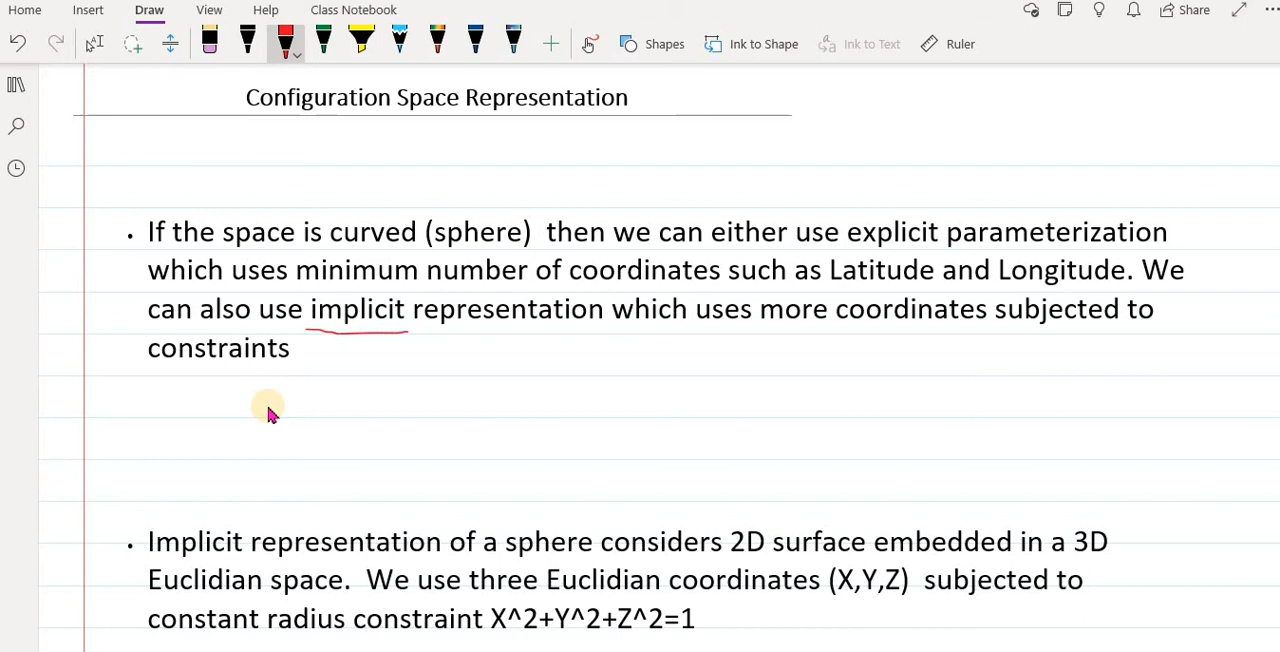 Home Insert Draw View Help Class Notebook Share
Shapes Ink to Shape Ink to Text Ruler
Configuration Space Representation
• If the space is curved (sphere) then we can either use explicit parameterization
which uses minimum number of coordinates such as Latitude and Longitude. We
can also use implicit representation which uses more coordinates subjected to
constraints
• Implicit representation of a sphere considers 2D surface embedded in a 3D
Euclidian space. We use three Euclidian coordinates (X,Y,Z) subjected to
constant radius constraint X^2+Y^2+Z^2=1